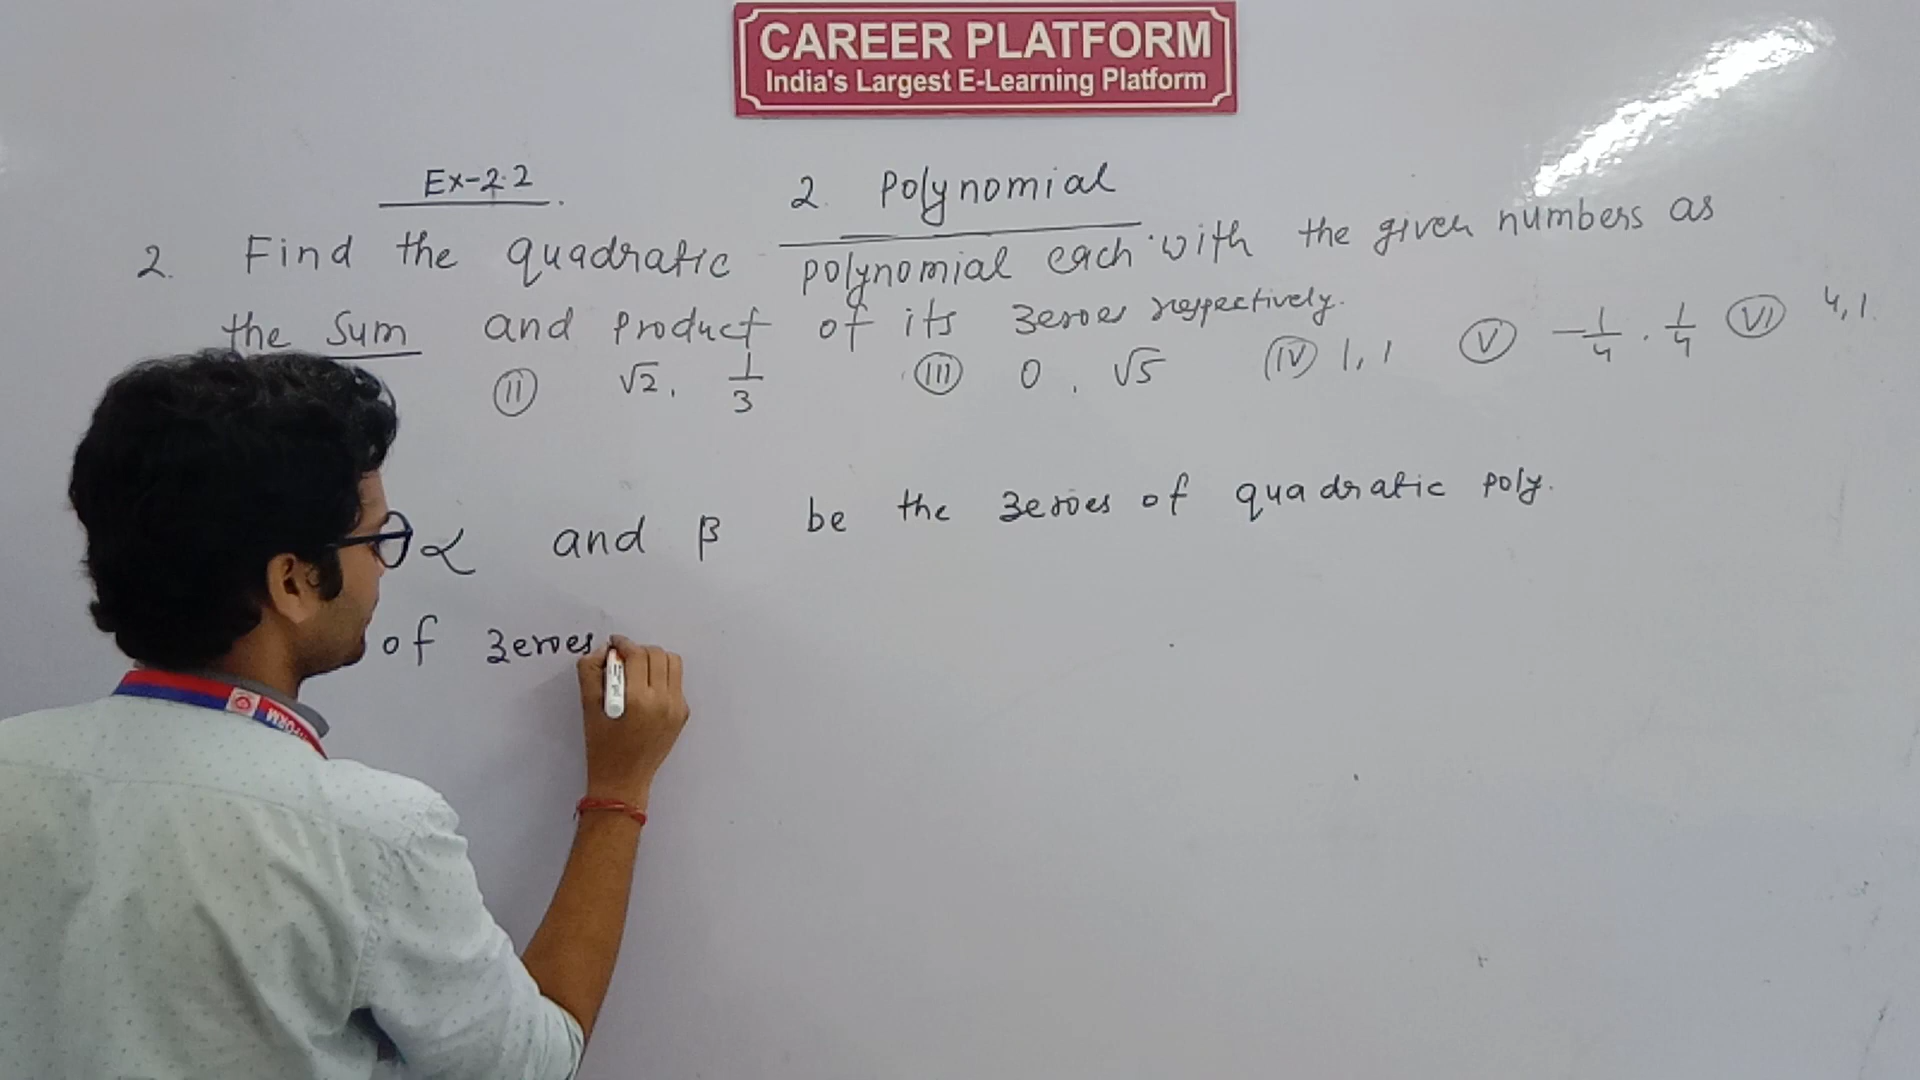 CAREER PLATFORM
India's Largest E-Learning Platform
Ex-2.2
2. Polynomial
2. Find the quadratic polynomial each with the given numbers as
the Sum and Product of its zeroes respectively.
(II) √2, 1/3 (III) 0, √5 (IV) 1, 1 (V) -1/4, 1/4 (VI) 4, 1
α and β be the zeroes of quadratic poly.
of zeroes